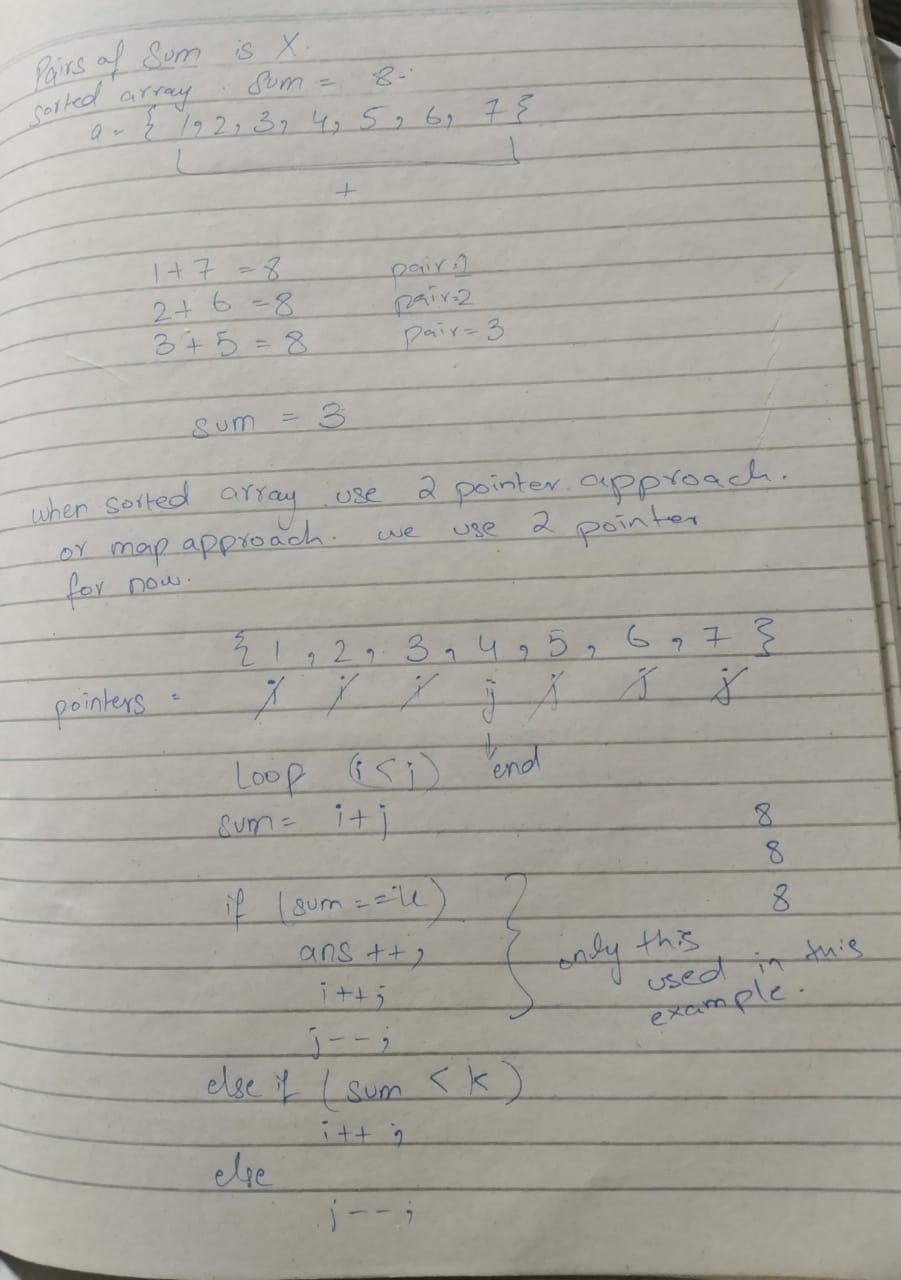 Pairs of Sum is X.
sorted array. Sum = 8.
a = { 1, 2, 3, 4, 5, 6, 7 }
+
1 + 7 = 8 pair=1
2 + 6 = 8 pair=2
3 + 5 = 8 pair=3
sum = 3
when sorted array use 2 pointer approach.
or map approach. we use 2 pointer
for now.
{ 1, 2, 3, 4, 5, 6, 7 }
pointers = i i i j j j j
↓
Loop (i<j) end
sum = i+j 8
8
if (sum == k) 8
ans ++;
i++;
j--;
only this
used in this
example.
else if (sum < k)
i++;
else
j--;